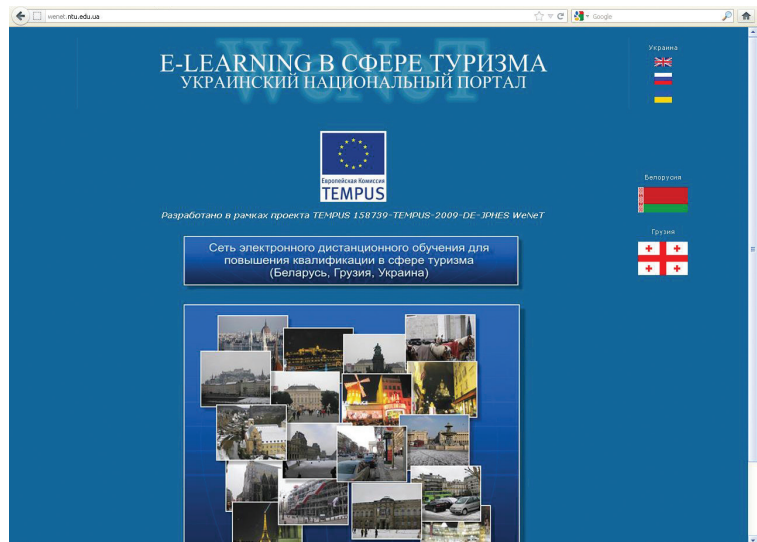 wenet.ntu.edu.ua
Google
Украина
E-LEARNING В СФЕРЕ ТУРИЗМА
УКРАИНСКИЙ НАЦИОНАЛЬНЫЙ ПОРТАЛ
WeNeT
Европейская Комиссия
TEMPUS
Разработано в рамках проекта TEMPUS 158739-TEMPUS-2009-DE-JPHES WeNeT
Белорусия
Грузия
Сеть электронного дистанционного обучения для
повышения квалификации в сфере туризма
(Беларусь, Грузия, Украина)